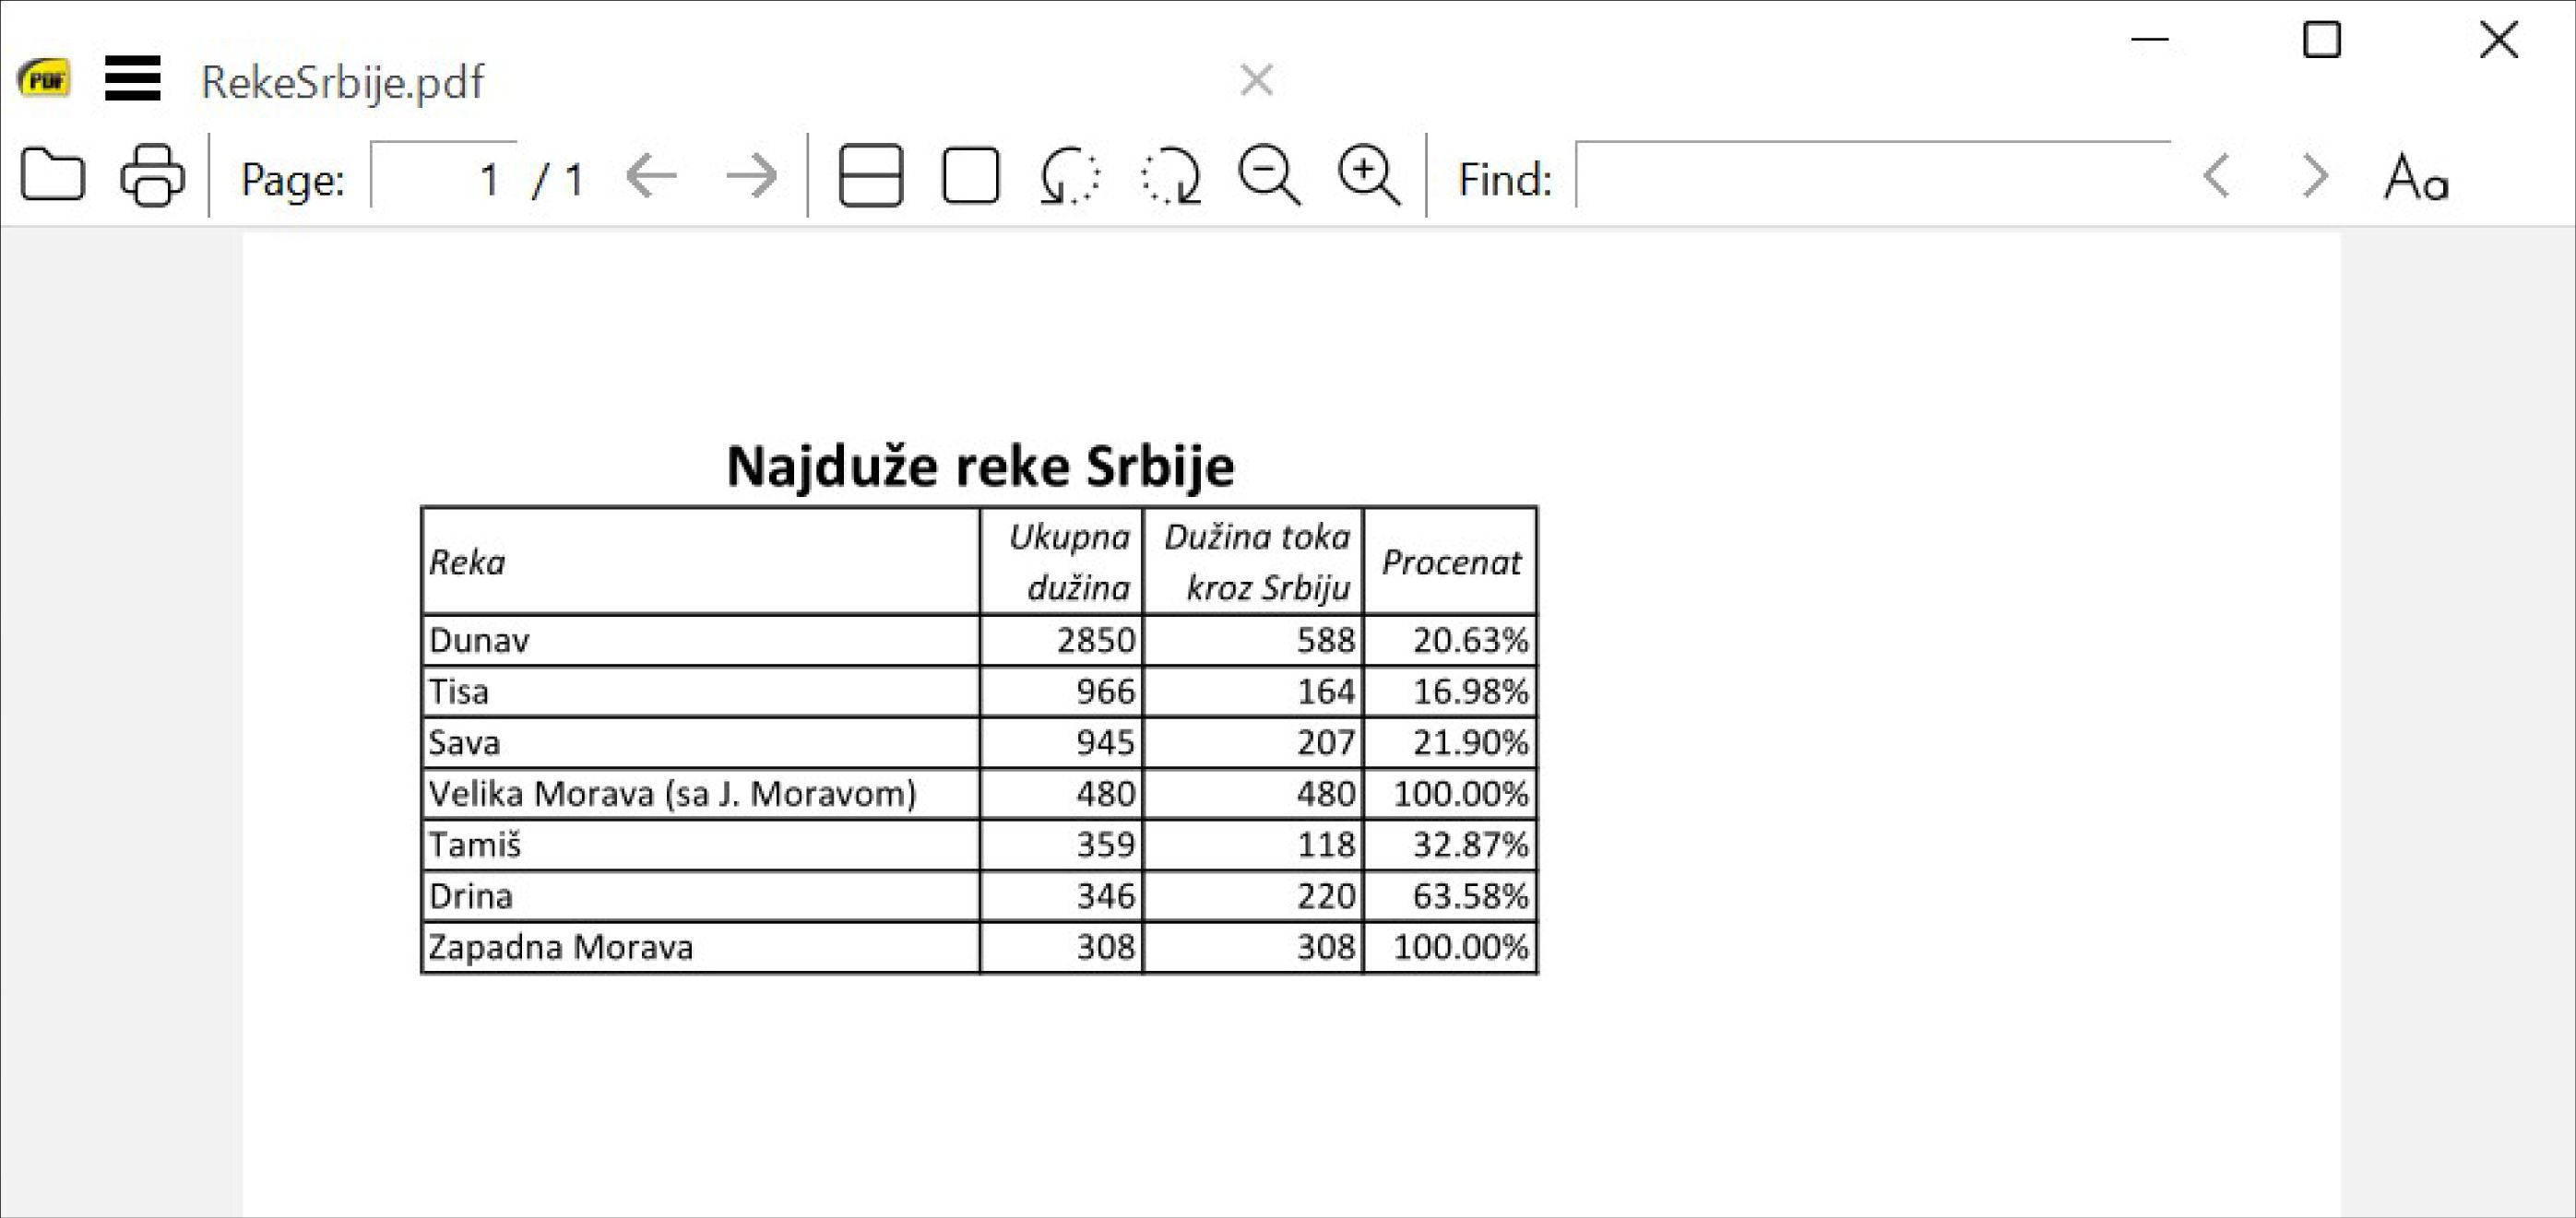 PDF
RekeSrbije.pdf
Page: 1 / 1 Find: Aa
Najduže reke Srbije
Reka Ukupna dužina Dužina toka kroz Srbiju Procenat
Dunav 2850 588 20.63%
Tisa 966 164 16.98%
Sava 945 207 21.90%
Velika Morava (sa J. Moravom) 480 480 100.00%
Tamiš 359 118 32.87%
Drina 346 220 63.58%
Zapadna Morava 308 308 100.00%